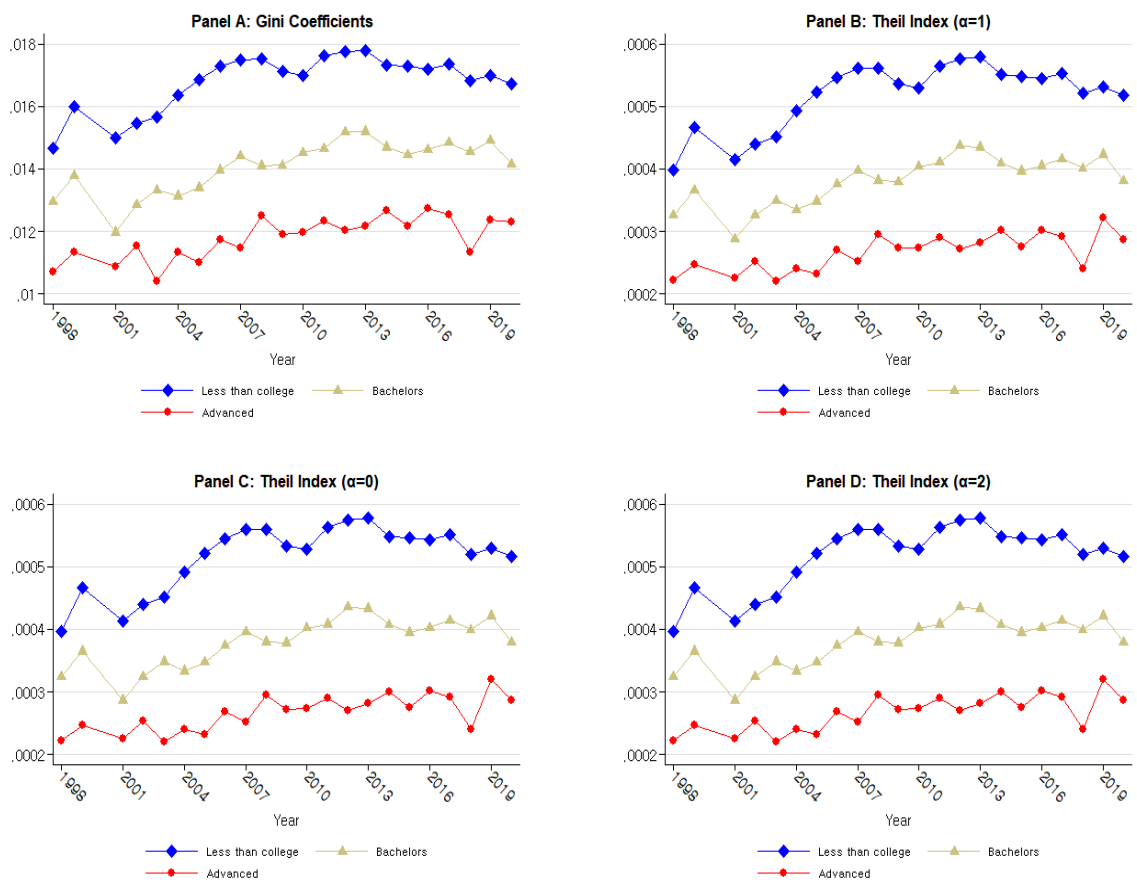 Panel A: Gini Coefficients
.018
.016
.014
.012
.01
1998
2001
2004
2007
2010
2013
2016
2019
Year
Less than college
Bachelors
Advanced
Panel B: Theil Index (α=1)
.0006
.0005
.0004
.0003
.0002
1998
2001
2004
2007
2010
2013
2016
2019
Year
Less than college
Bachelors
Advanced
Panel C: Theil Index (α=0)
.0006
.0005
.0004
.0003
.0002
1998
2001
2004
2007
2010
2013
2016
2019
Year
Less than college
Bachelors
Advanced
Panel D: Theil Index (α=2)
.0006
.0005
.0004
.0003
.0002
1998
2001
2004
2007
2010
2013
2016
2019
Year
Less than college
Bachelors
Advanced